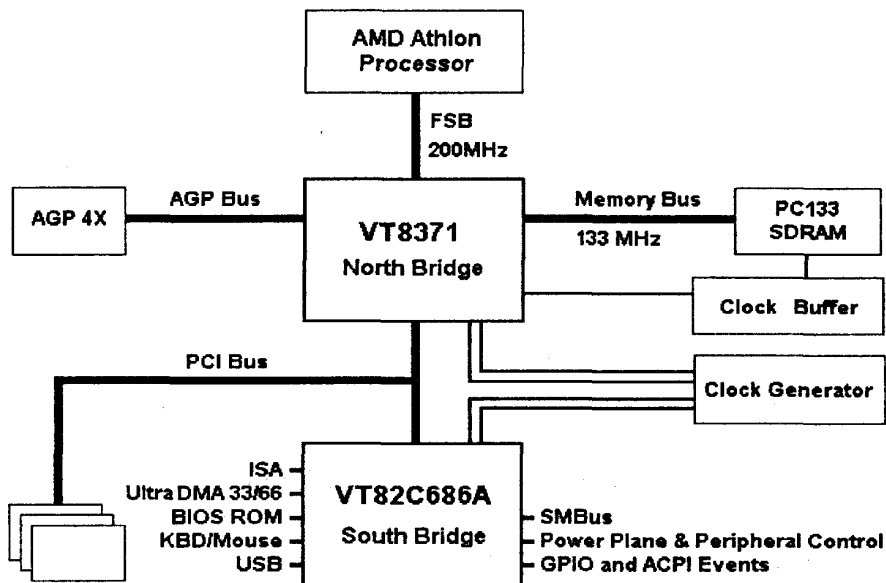 AMD Athlon
Processor
FSB
200MHz
AGP Bus
Memory Bus
AGP 4X
VT8371
North Bridge
133 MHz
PC133
SDRAM
Clock Buffer
PCI Bus
Clock Generator
ISA
Ultra DMA 33/66
BIOS ROM
KBD/Mouse
USB
VT82C686A
South Bridge
SMBus
Power Plane & Peripheral Control
GPIO and ACPI Events